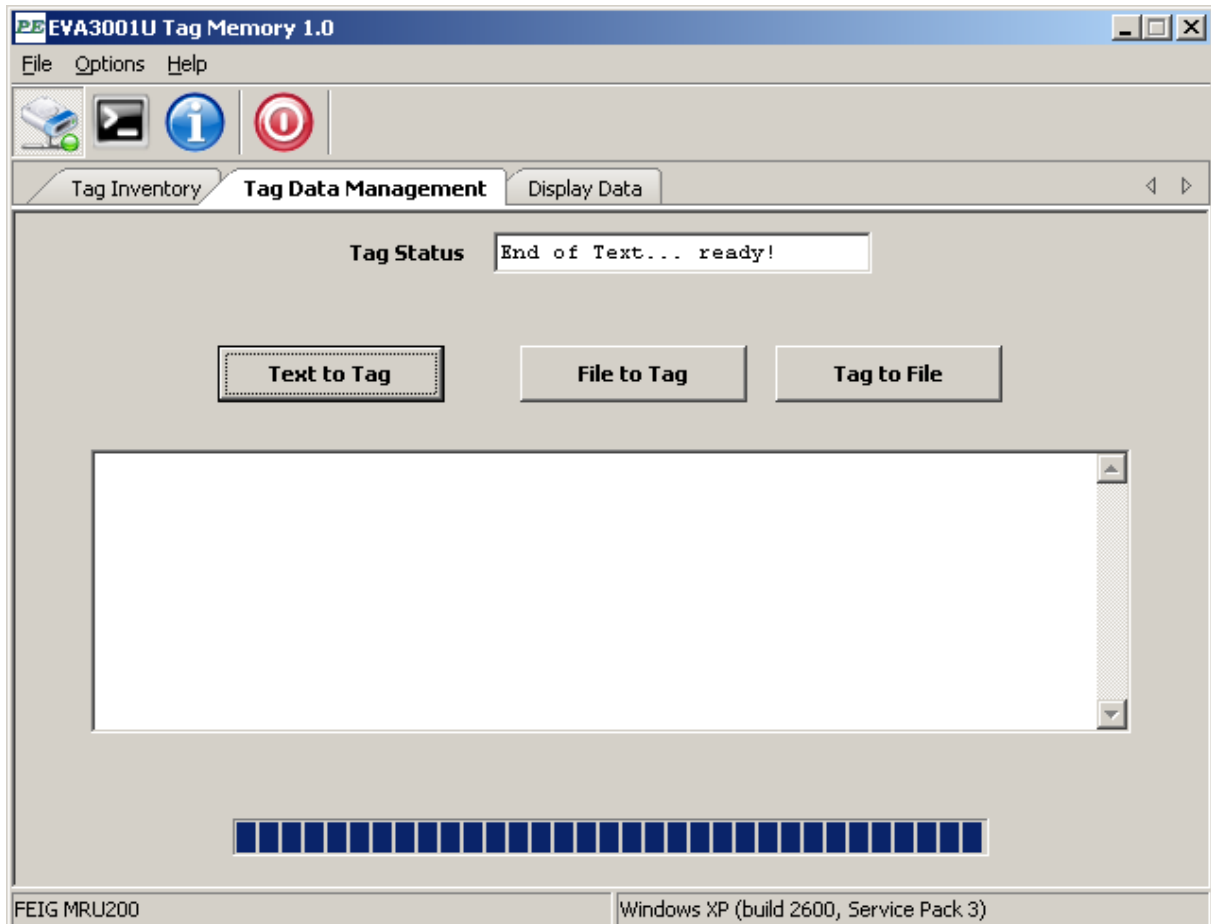 PE EVA3001U Tag Memory 1.0
File Options Help
Tag Inventory Tag Data Management Display Data
Tag Status End of Text... ready!
Text to Tag File to Tag Tag to File
FEIG MRU200 Windows XP (build 2600, Service Pack 3)